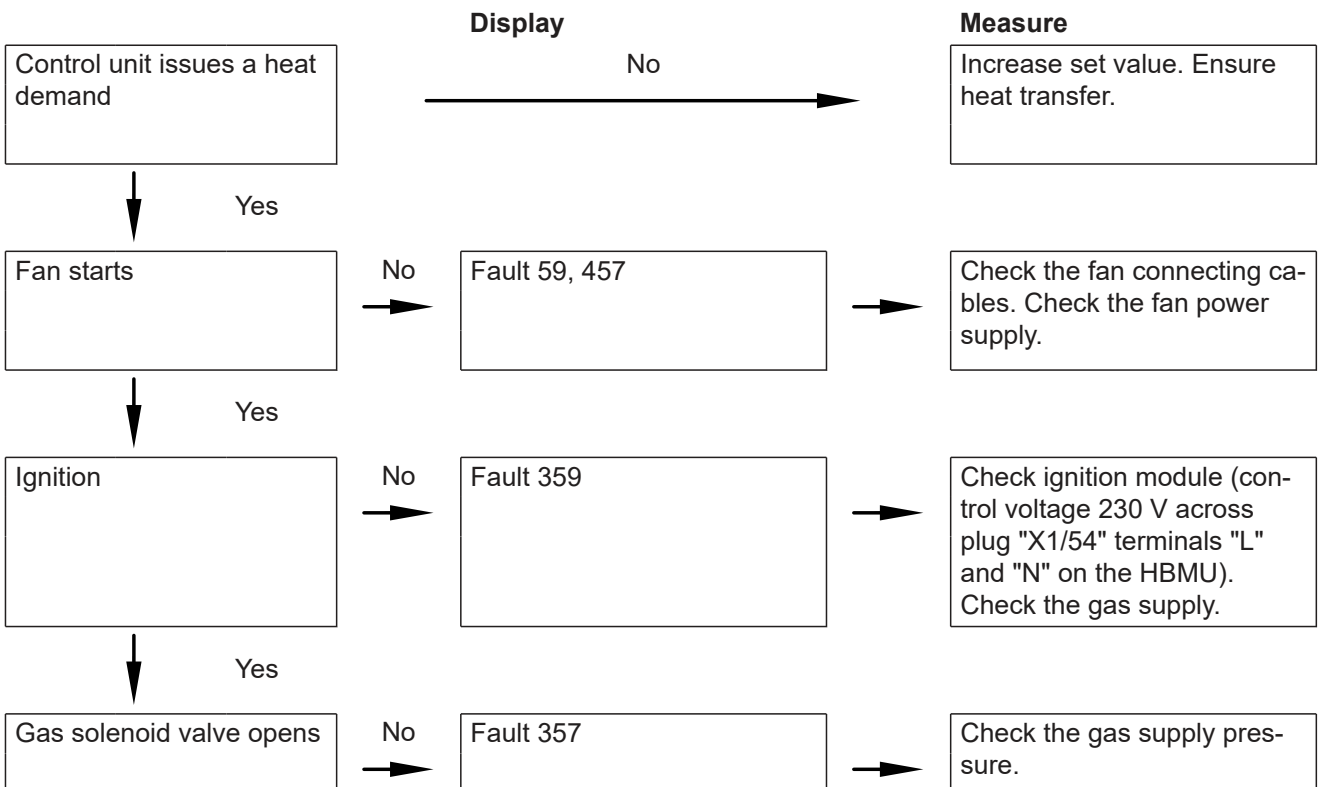 Display
Measure
Control unit issues a heat
demand
No
Increase set value. Ensure
heat transfer.
Yes
Fan starts
No
Fault 59, 457
Check the fan connecting ca-
bles. Check the fan power
supply.
Yes
Ignition
No
Fault 359
Check ignition module (con-
trol voltage 230 V across
plug "X1/54" terminals "L"
and "N" on the HBMU).
Check the gas supply.
Yes
Gas solenoid valve opens
No
Fault 357
Check the gas supply pres-
sure.